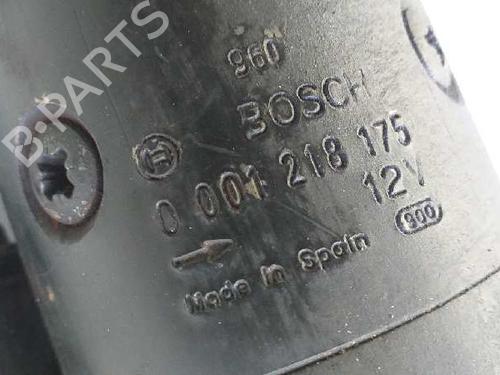 B-PARTS
960
BOSCH
0 001 218 175
12V
900
Made in Spain